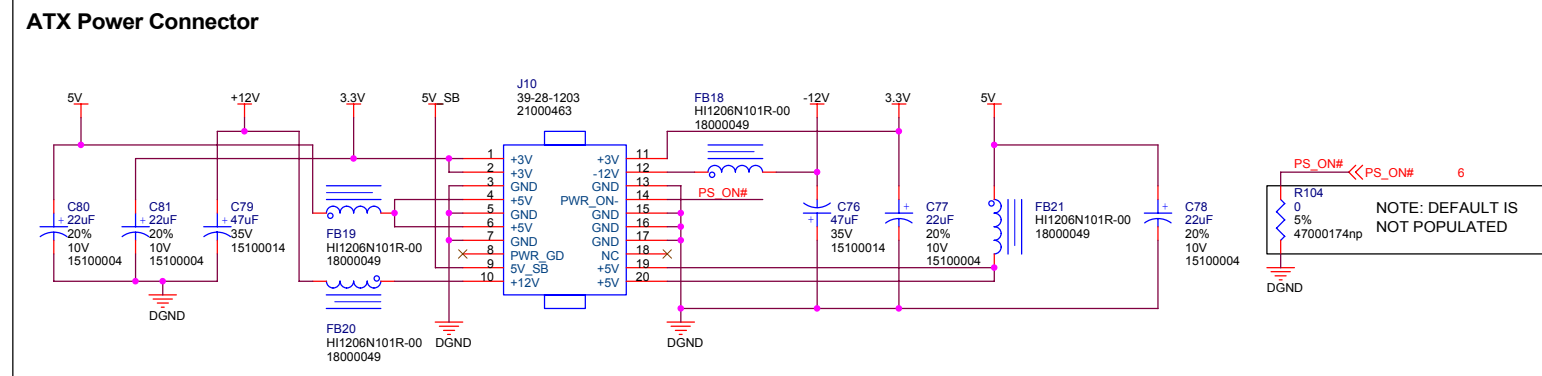 ATX Power Connector
5V
+12V
3.3V
5V_SB
J10
39-28-1203
21000463
FB18
HI1206N101R-00
18000049
-12V
3.3V
5V
1
2
3
4
5
6
7
8
9
10
+3V
+3V
GND
+5V
GND
+5V
GND
PWR_GD
5V_SB
+12V
+3V
-12V
GND
PWR_ON-
GND
GND
GND
NC
+5V
+5V
11
12
13
14
15
16
17
18
19
20
PS_ON#
C80
22uF
20%
10V
15100004
C81
22uF
20%
10V
15100004
C79
47uF
35V
15100014
FB19
HI1206N101R-00
18000049
FB20
HI1206N101R-00
18000049
DGND
DGND
DGND
C76
47uF
35V
15100014
C77
22uF
20%
10V
15100004
FB21
HI1206N101R-00
18000049
C78
22uF
20%
10V
15100004
PS_ON#
PS_ON#
6
R104
0
5%
47000174np
NOTE: DEFAULT IS
NOT POPULATED
DGND